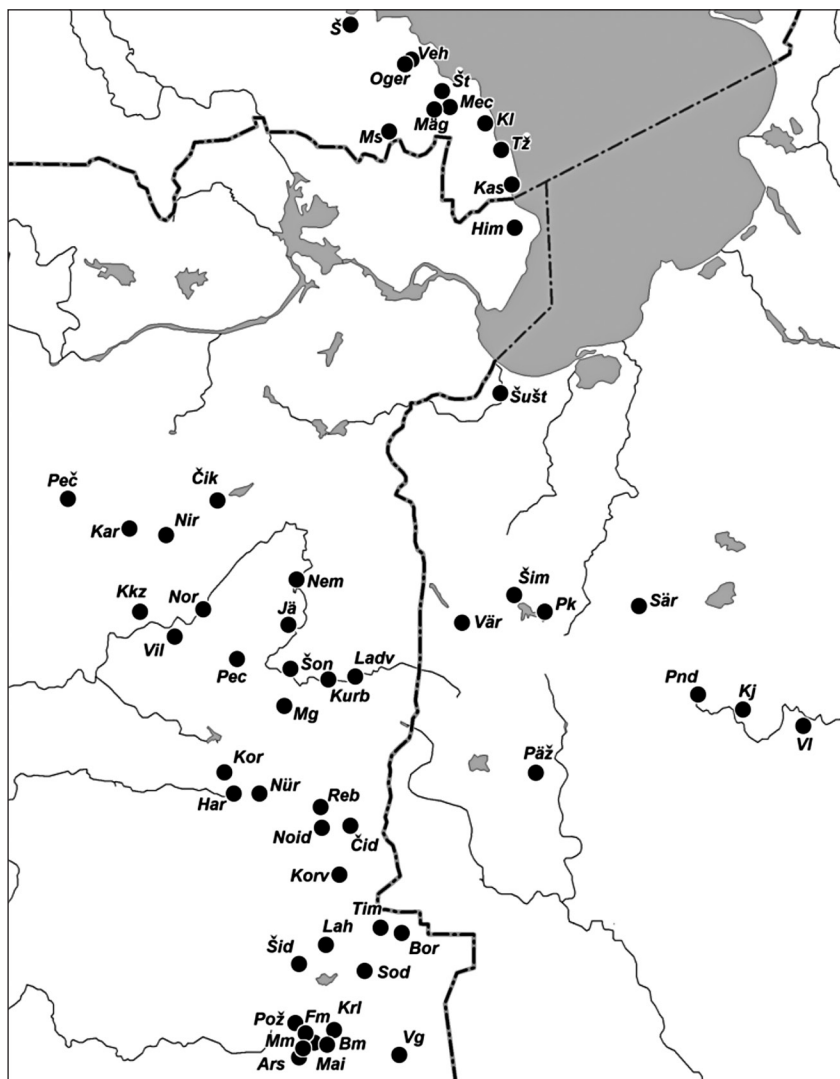 Š
Veh
Oger
Št
Mec
Mäg
Kl
Ms
Tž
Kas
Him
Šušt
Peč
Čik
Kar
Nir
Nem
Šim
Kkz
Nor
Jä
Pk
Sär
Vär
Vil
Pec
Šon
Ladv
Kurb
Pnd
Kj
Mg
Vl
Kor
Päž
Har
Nür
Reb
Noid
Čid
Korv
Tim
Lah
Bor
Šid
Sod
Pož
Fm
Krl
Mm
Bm
Vg
Ars
Mai